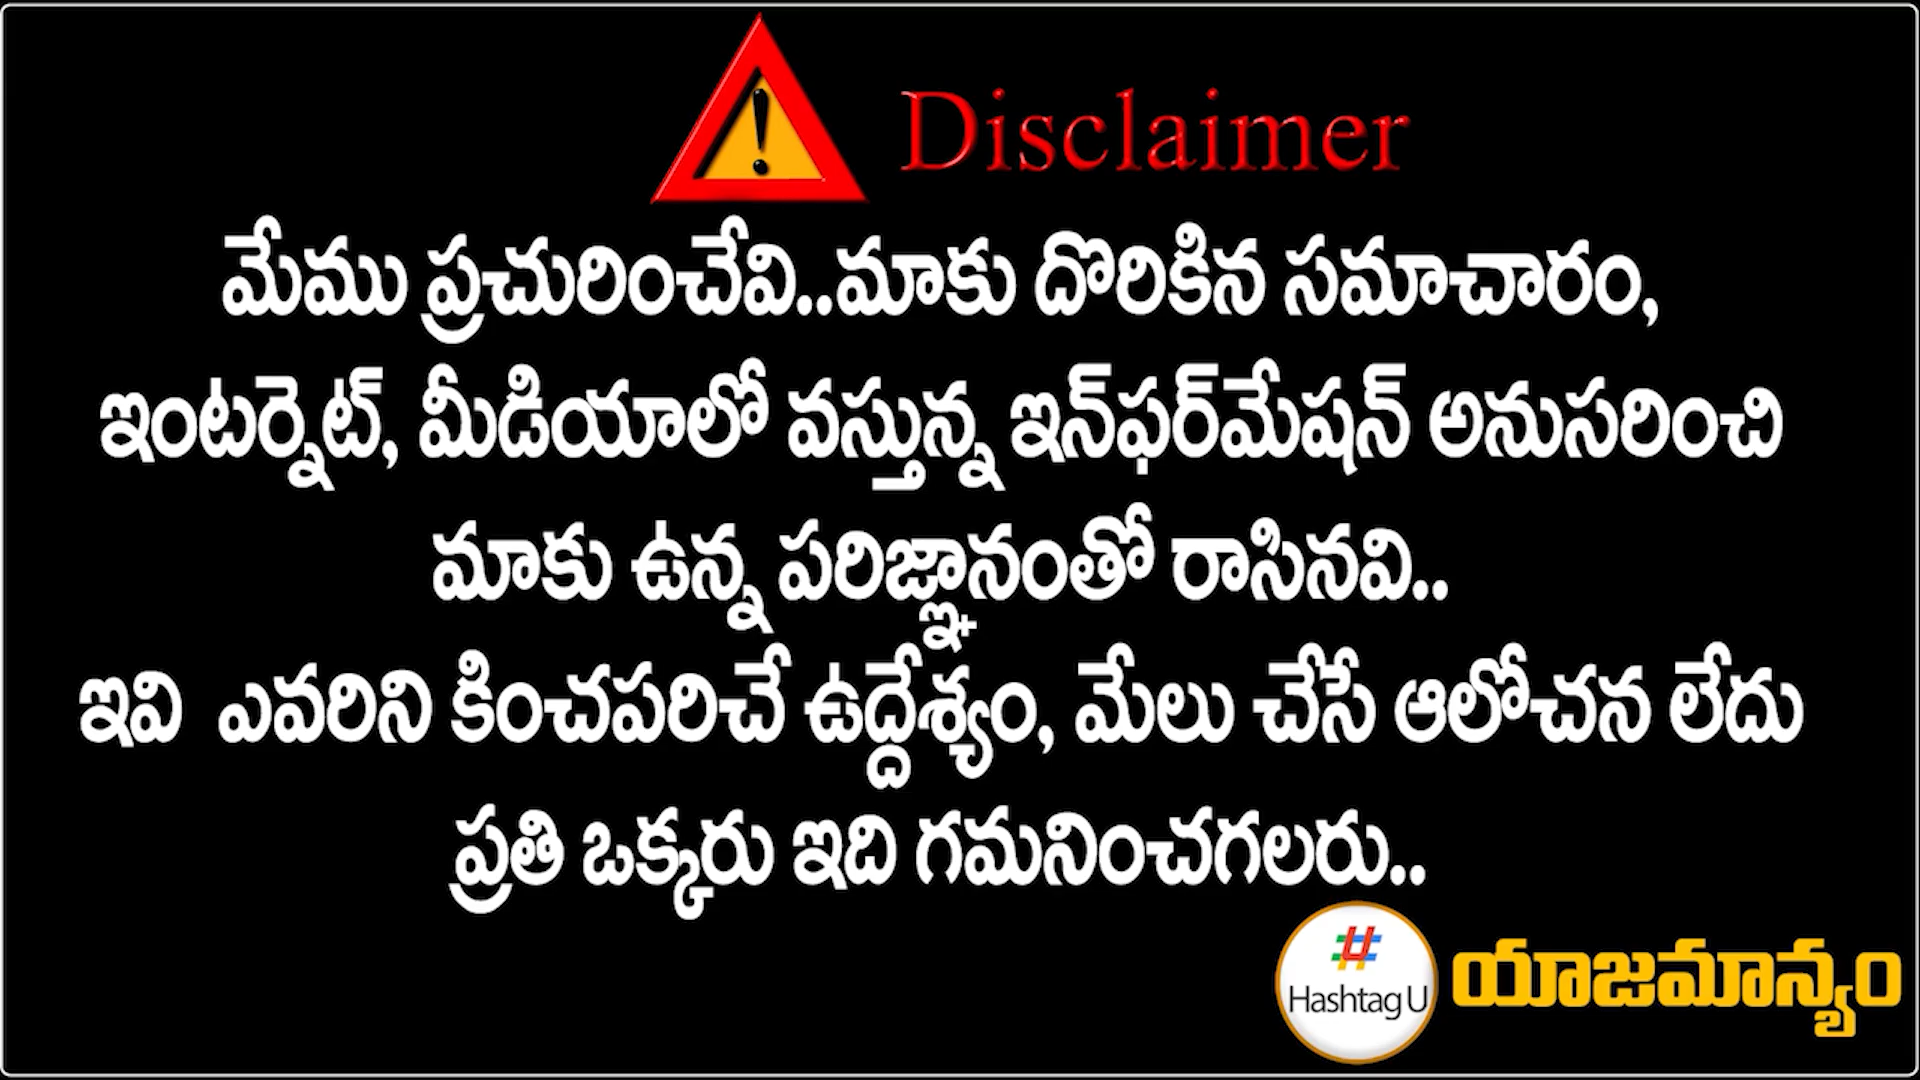 Disclaimer
మేము ప్రచురించేవి..మాకు దొరికిన సమాచారం,
ఇంటర్నెట్, మీడియాలో వస్తున్న ఇన్‌ఫర్‌మేషన్ అనుసరించి
మాకు ఉన్న పరిజ్ఞానంతో రాసినవి..
ఇవి ఎవరిని కించపరిచే ఉద్దేశ్యం, మేలు చేసే ఆలోచన లేదు
ప్రతి ఒక్కరు ఇది గమనించగలరు..
#
Hashtag U
యాజమాన్యం